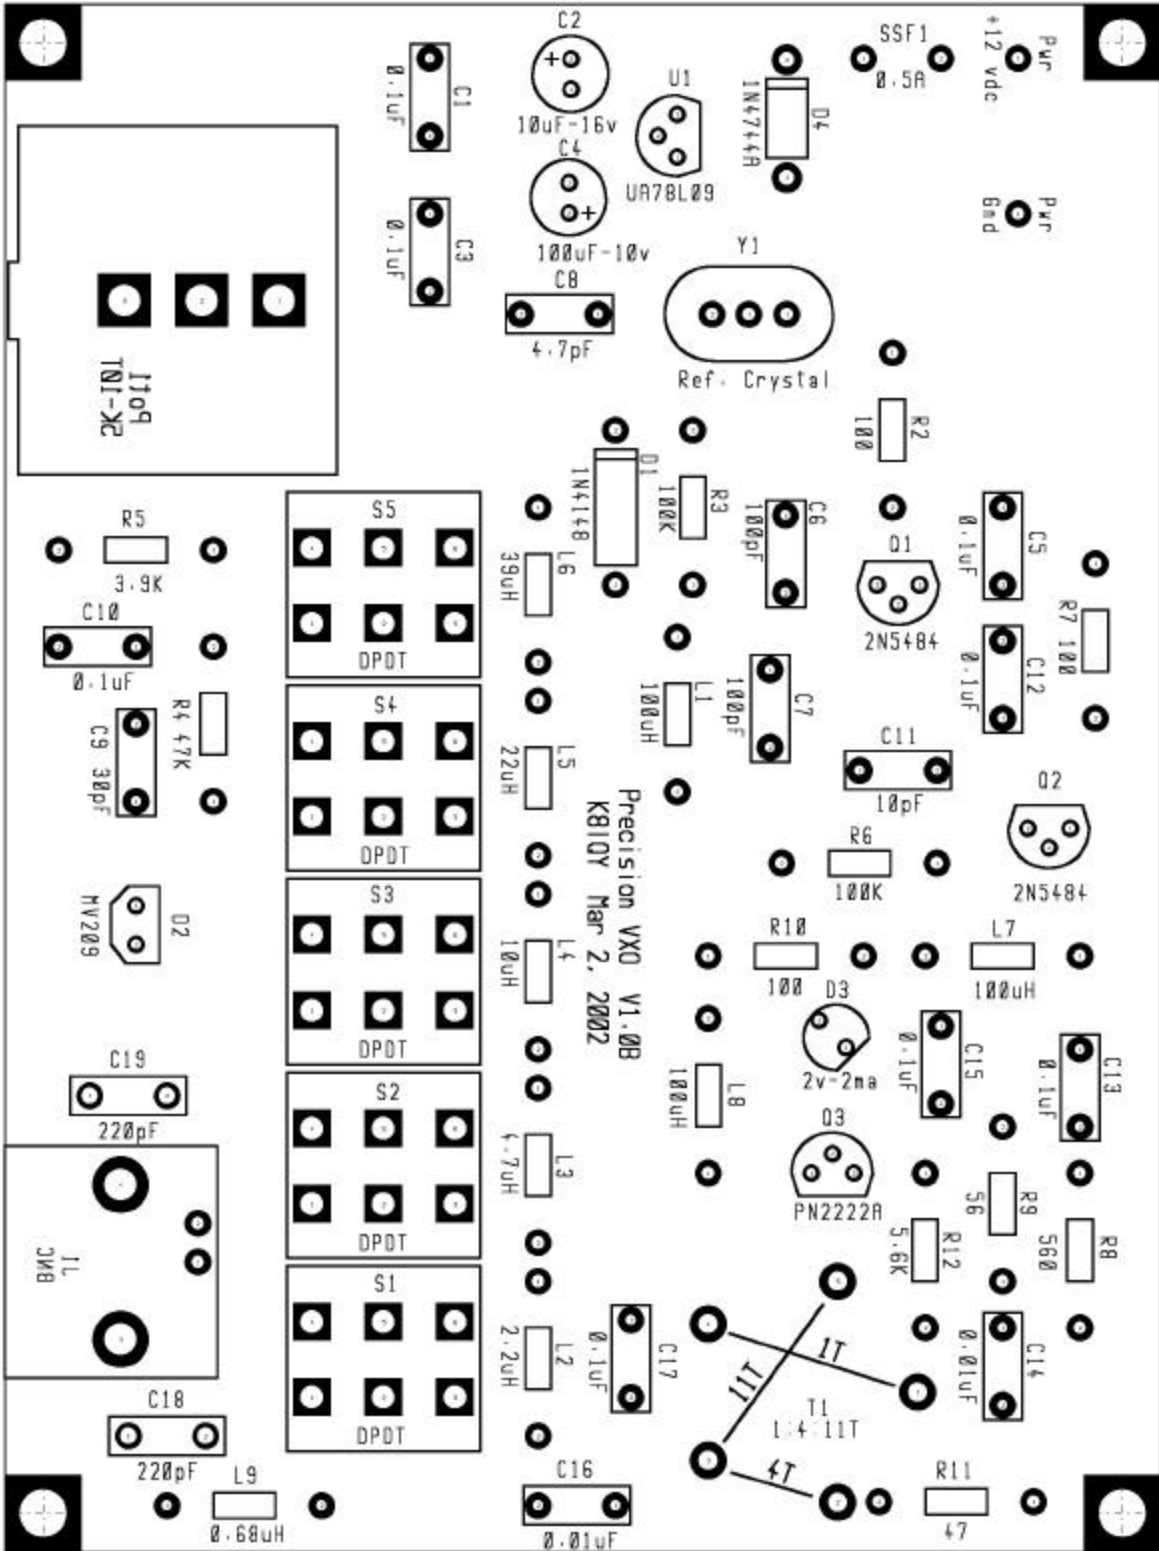 C2
SSF1
+12 vdc
Pwr
0.1uF
C1
+
0.5A
U1
1N4744A
D4
10uF-16v
C4
UA78L09
Gnd
Pwr
+
0.1uF
C3
100uF-10v
Y1
C8
4.7pF
Ref. Crystal
Pot1
5K-10T
100
R2
D1
1N4148
R3
100K
C6
100pF
S5
DPDT
R5
3.9K
L6
39uH
Q1
2N5484
C5
0.1uF
C10
0.1uF
R7 100
C12
0.1uF
S4
DPDT
L1
100uH
C7
100pF
R4 47K
C9 30pF
L5
22uH
C11
10pF
Q2
2N5484
Precision VXO V1.0B
K8IQY Mar 2, 2002
R6
100K
S3
DPDT
D2
MV209
L4
10uH
R10
100
L7
100uH
D3
2v-2ma
C15
0.1uF
C13
0.1uF
C19
220pF
S2
DPDT
L8
100uH
Q3
PN2222A
L3
4.7uH
R9
56
R12
5.6K
R8
560
J1
BNC
S1
DPDT
L2
2.2uH
C17
0.1uF
1T
11T
T1
1:4:11T
4T
C14
0.01uF
C18
220pF
L9
0.68uH
C16
0.01uF
R11
47